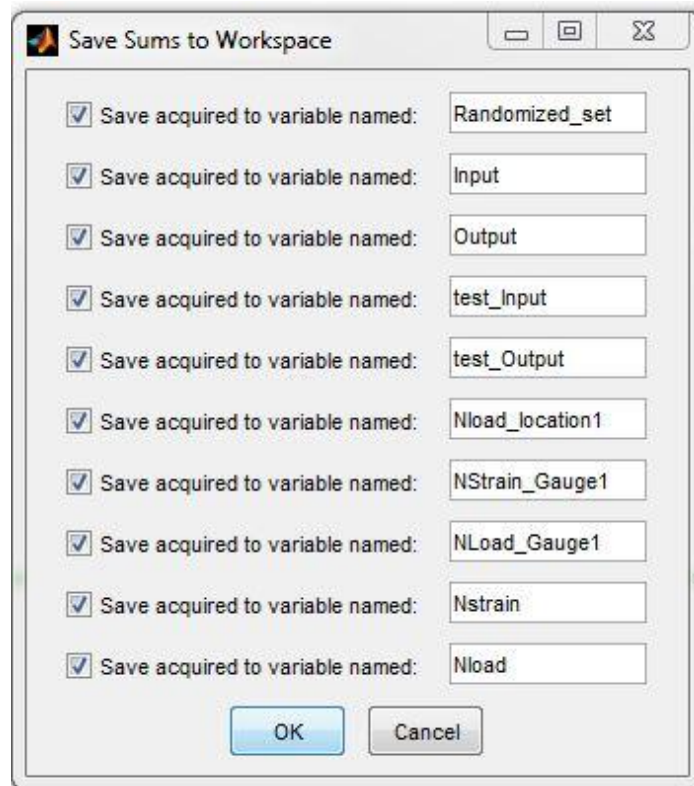 Save Sums to Workspace
Save acquired to variable named: Randomized_set
Save acquired to variable named: Input
Save acquired to variable named: Output
Save acquired to variable named: test_Input
Save acquired to variable named: test_Output
Save acquired to variable named: Nload_location1
Save acquired to variable named: NStrain_Gauge1
Save acquired to variable named: NLoad_Gauge1
Save acquired to variable named: Nstrain
Save acquired to variable named: Nload
OK Cancel